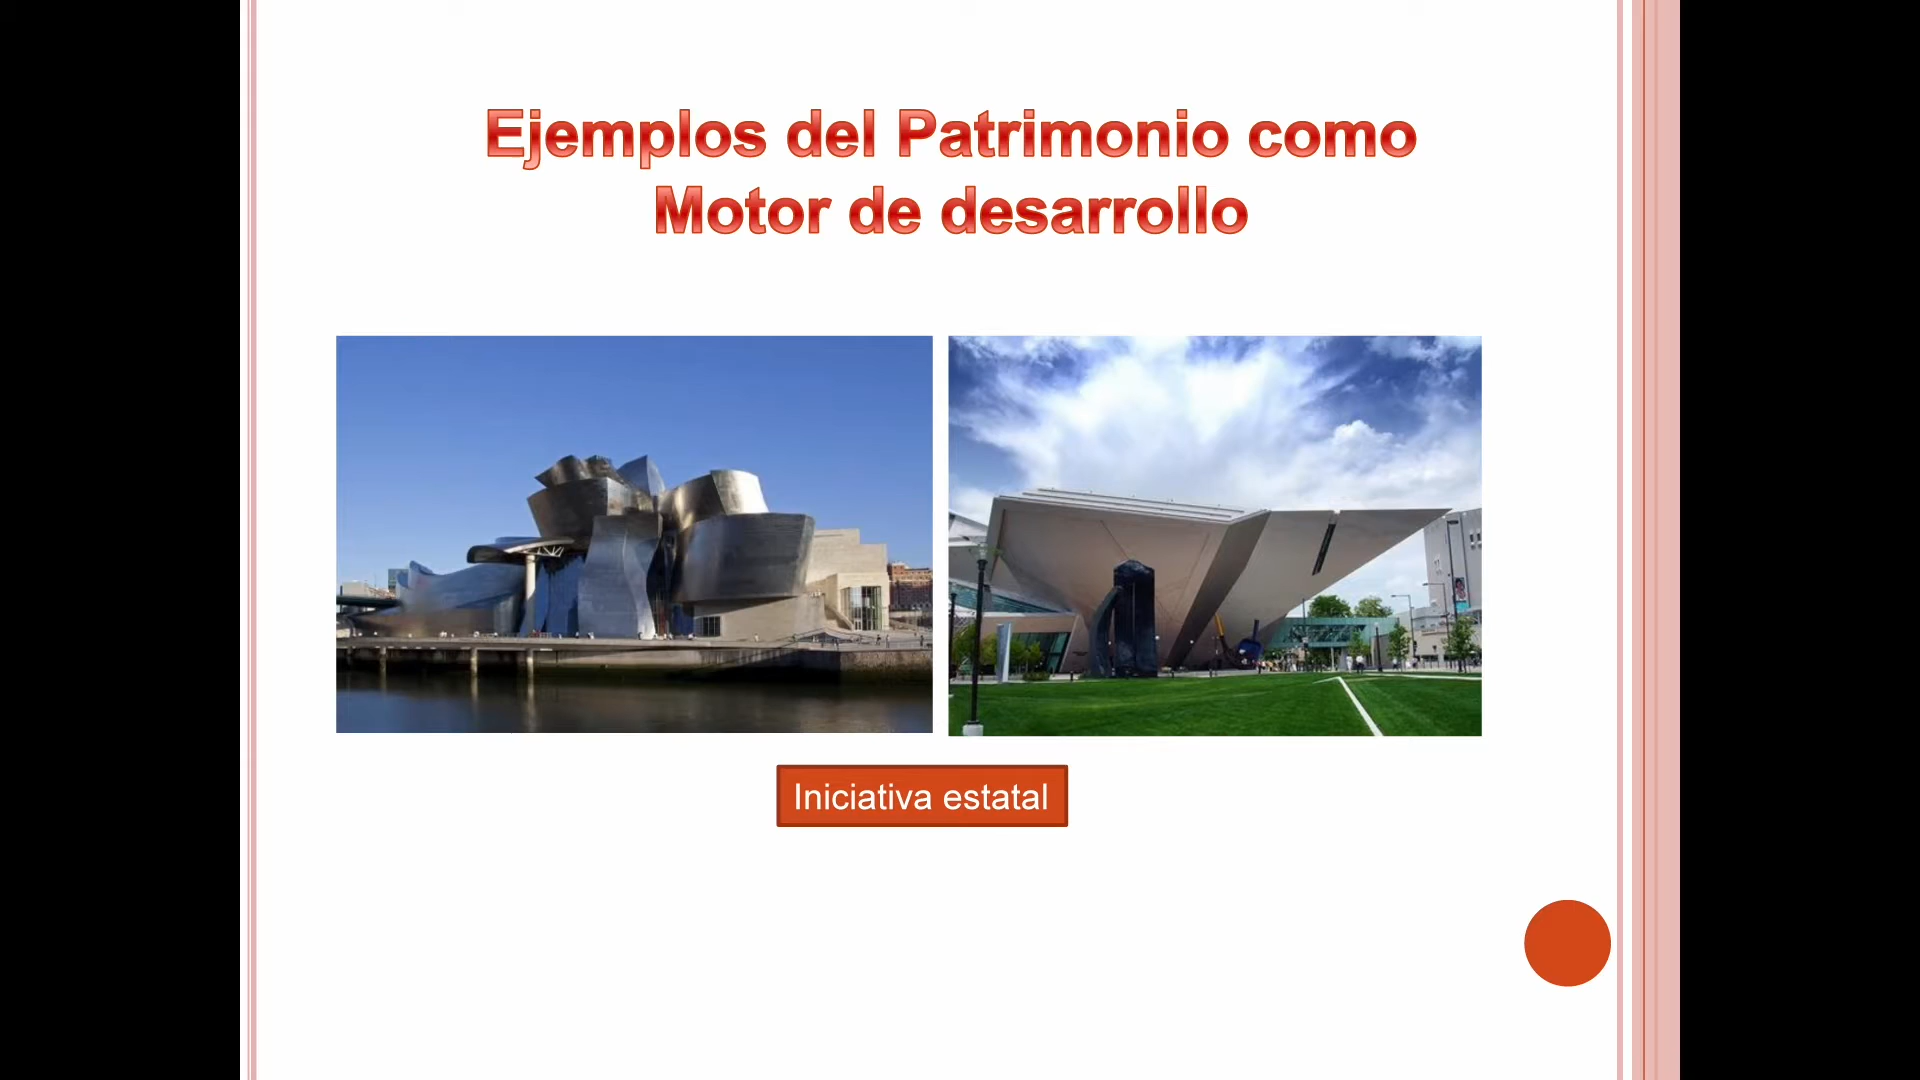 Ejemplos del Patrimonio como
Motor de desarrollo
Iniciativa estatal